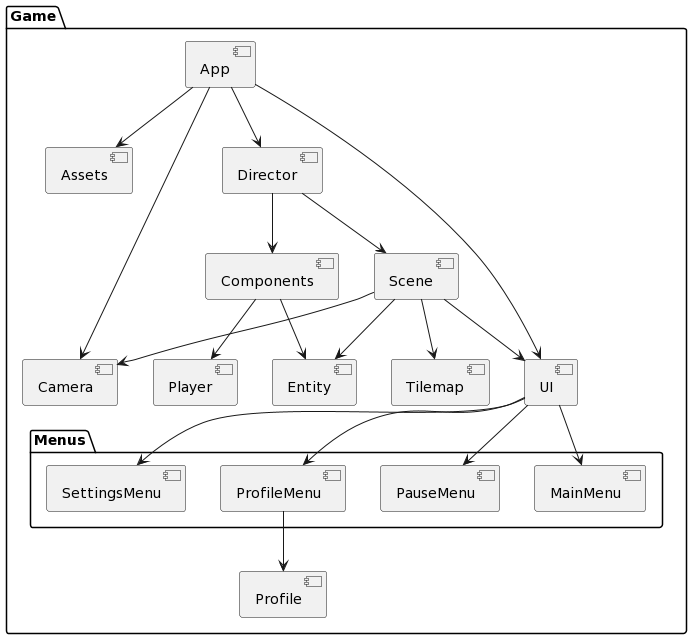 Game
App
Assets
Director
Components
Scene
Camera
Player
Entity
Tilemap
UI
Menus
SettingsMenu
ProfileMenu
PauseMenu
MainMenu
Profile